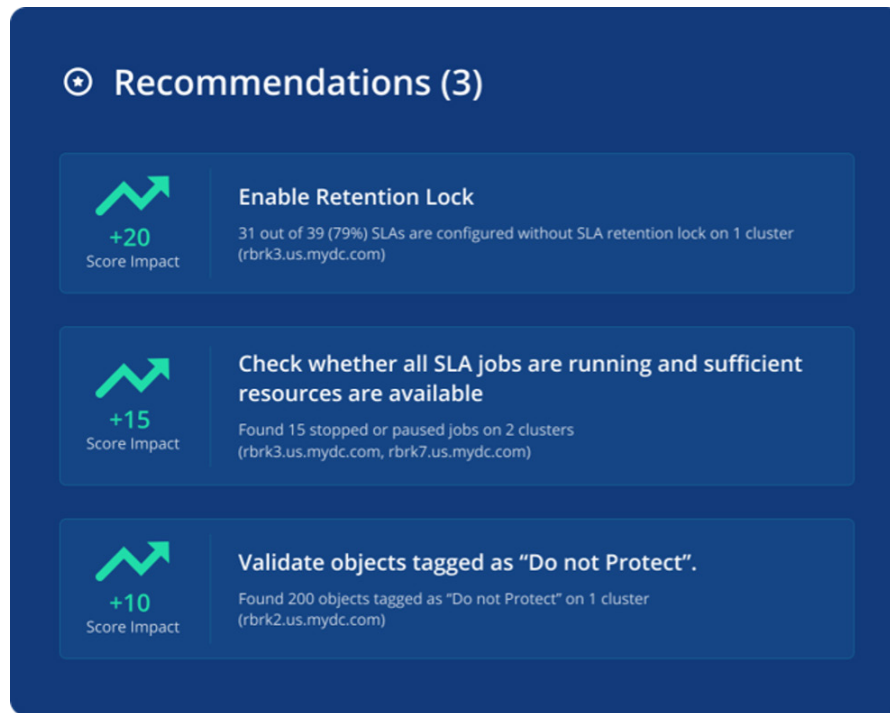 Recommendations (3)
+20
Score Impact
Enable Retention Lock
31 out of 39 (79%) SLAs are configured without SLA retention lock on 1 cluster
(rbrk3.us.mydc.com)
+15
Score Impact
Check whether all SLA jobs are running and sufficient
resources are available
Found 15 stopped or paused jobs on 2 clusters
(rbrk3.us.mydc.com, rbrk7.us.mydc.com)
+10
Score Impact
Validate objects tagged as “Do not Protect”.
Found 200 objects tagged as “Do not Protect” on 1 cluster
(rbrk2.us.mydc.com)